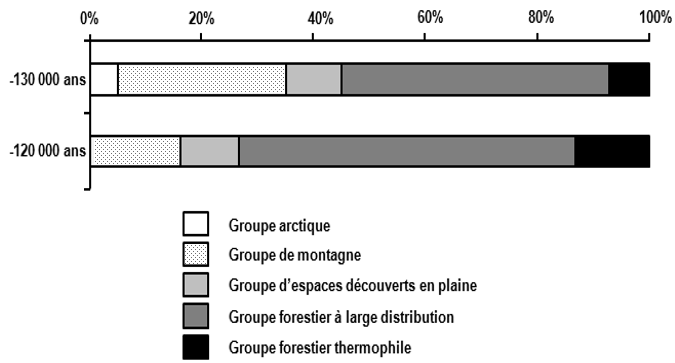 0% 20% 40% 60% 80% 100%
-130 000 ans
-120 000 ans
Groupe arctique
Groupe de montagne
Groupe d'espaces découverts en plaine
Groupe forestier à large distribution
Groupe forestier thermophile